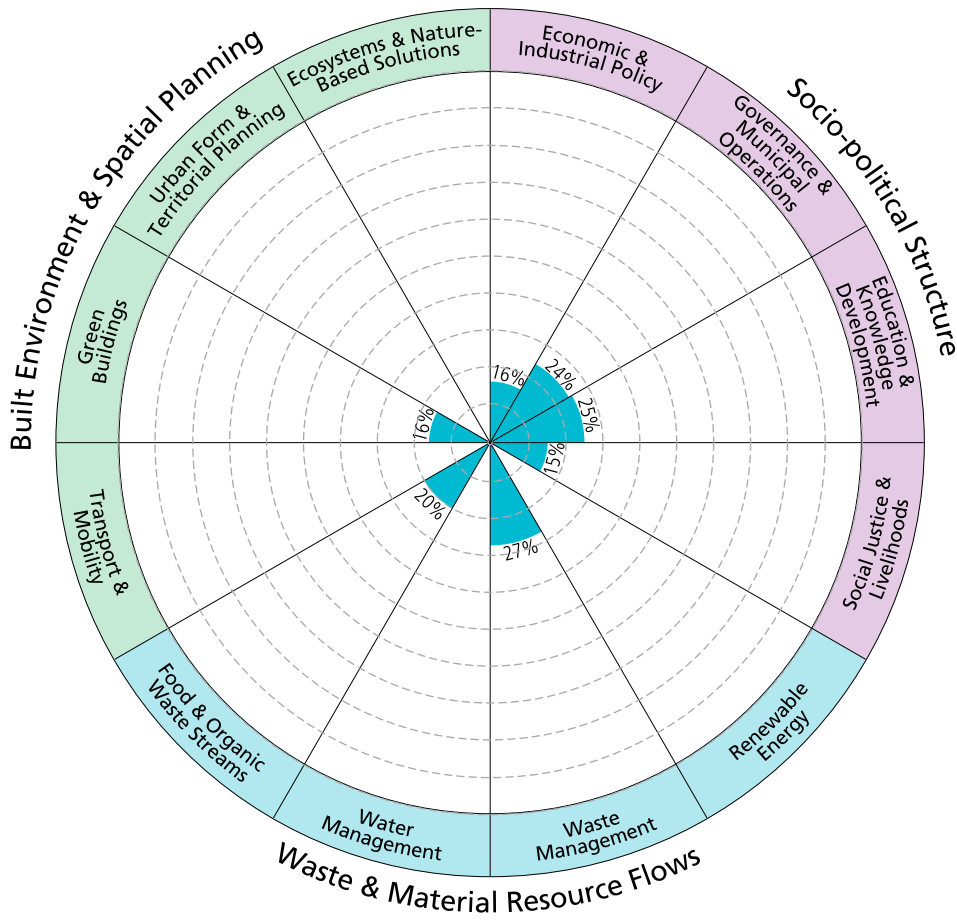 Built Environment & Spatial Planning
Ecosystems & Nature-
Based Solutions
Urban Form &
Territorial Planning
Green
Buildings
Transport &
Mobility
Socio-political Structure
Economic &
Industrial Policy
Governance &
Municipal
Operations
Education &
Knowledge
Development
Social Justice &
Livelihoods
16%
24%
25%
15%
27%
20%
16%
Renewable
Energy
Waste
Management
Water
Management
Food & Organic
Waste Streams
Waste & Material Resource Flows